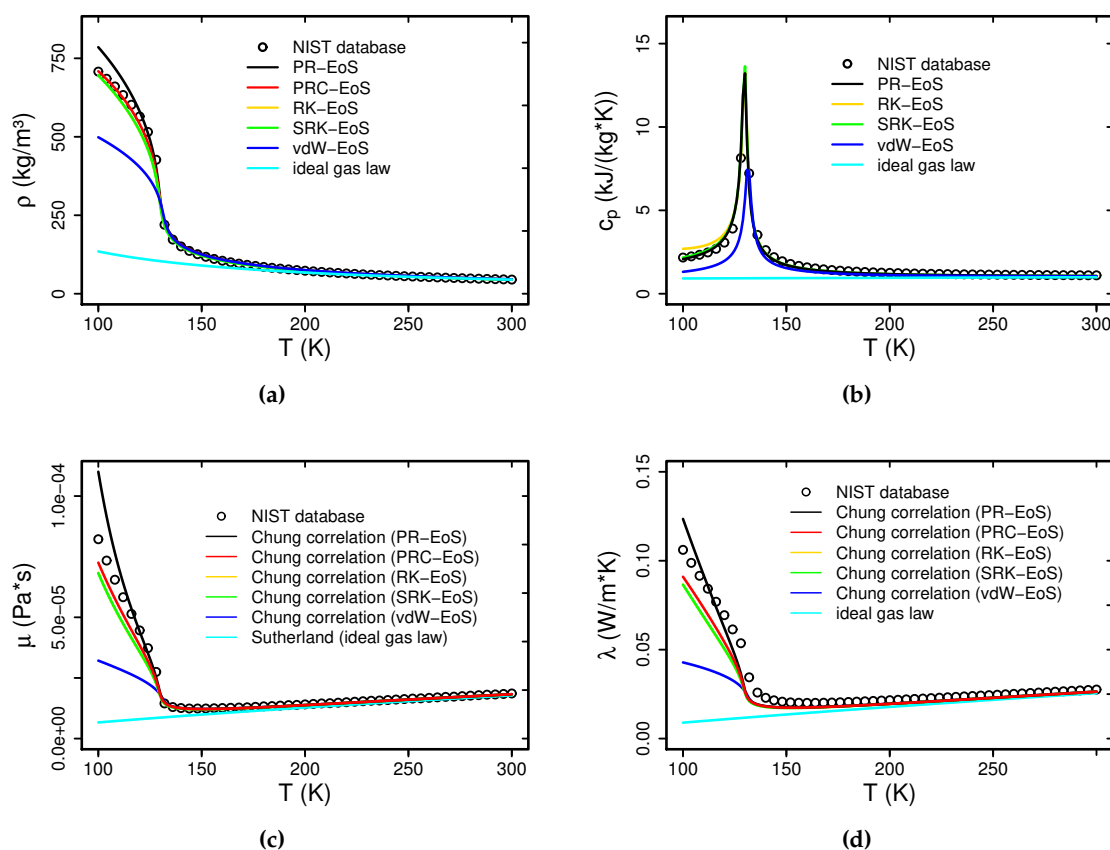 NIST database
PR−EoS
PRC−EoS
RK−EoS
SRK−EoS
vdW−EoS
ideal gas law
ρ (kg/m³)
750
500
250
0
100 150 200 250 300
T (K)
(a)
NIST database
PR−EoS
RK−EoS
SRK−EoS
vdW−EoS
ideal gas law
cp (kJ/(kg*K))
15
10
5
0
100 150 200 250 300
T (K)
(b)
NIST database
Chung correlation (PR−EoS)
Chung correlation (PRC−EoS)
Chung correlation (RK−EoS)
Chung correlation (SRK−EoS)
Chung correlation (vdW−EoS)
Sutherland (ideal gas law)
μ (Pa*s)
1.0e−04
5.0e−05
0.0e+00
100 150 200 250 300
T (K)
(c)
NIST database
Chung correlation (PR−EoS)
Chung correlation (PRC−EoS)
Chung correlation (RK−EoS)
Chung correlation (SRK−EoS)
Chung correlation (vdW−EoS)
ideal gas law
λ (W/m*K)
0.15
0.10
0.05
0.00
100 150 200 250 300
T (K)
(d)